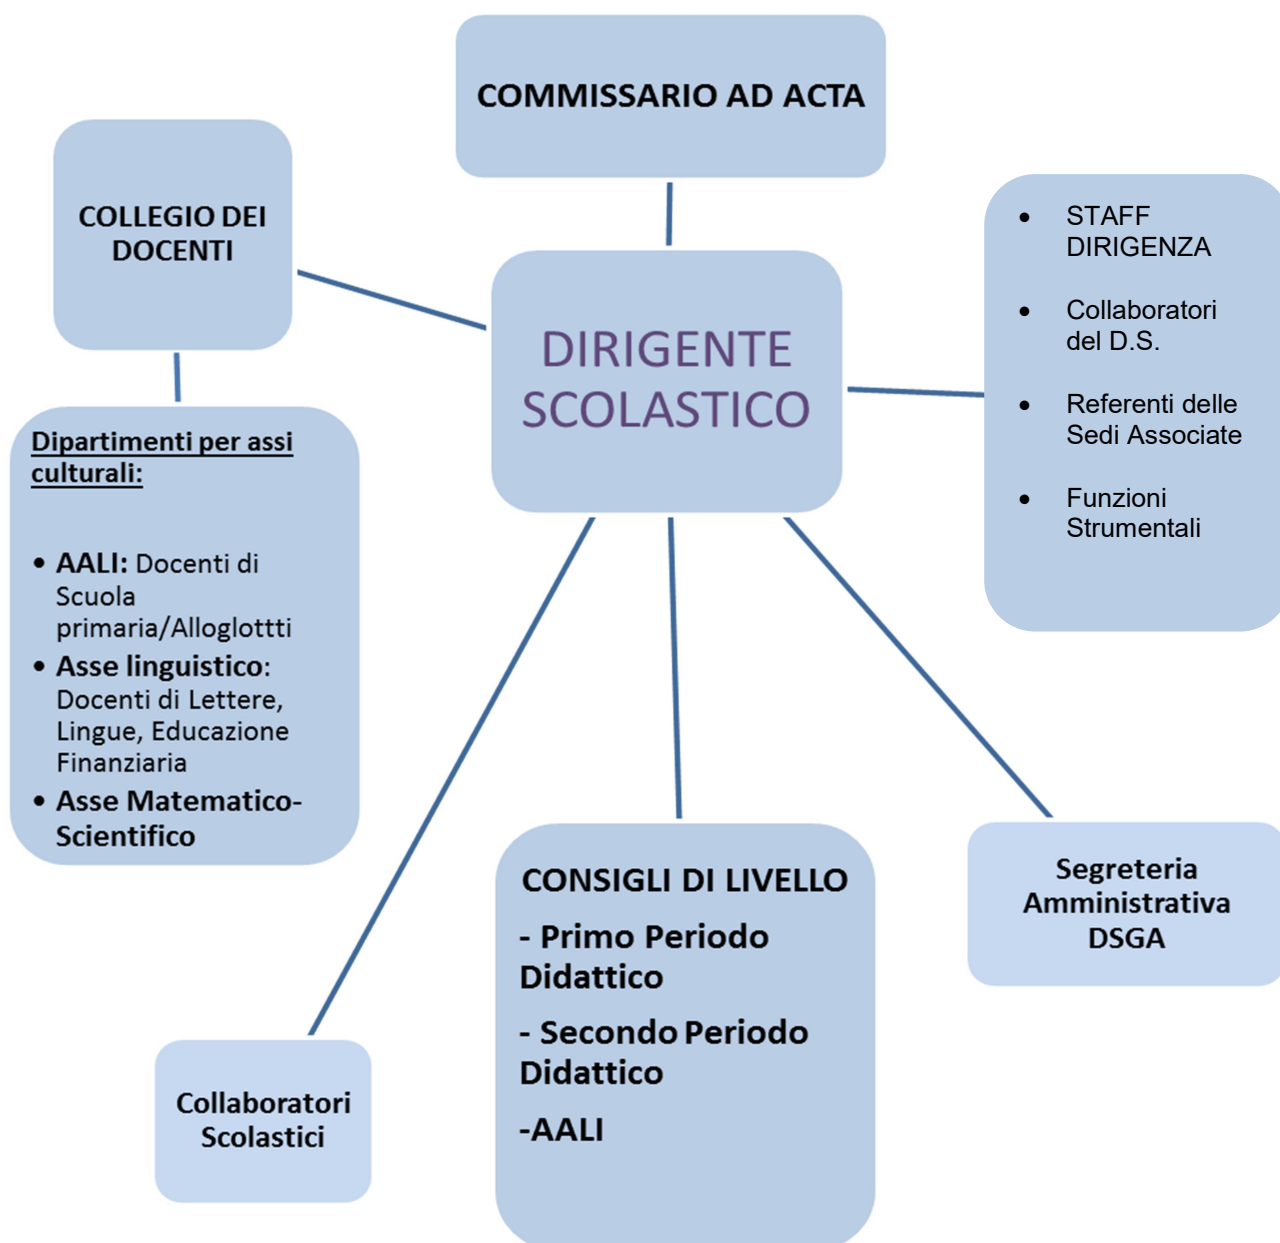 COMMISSARIO AD ACTA
COLLEGIO DEI
DOCENTI
DIRIGENTE
SCOLASTICO
• STAFF
DIRIGENZA
• Collaboratori
del D.S.
• Referenti delle
Sedi Associate
• Funzioni
Strumentali
Dipartimenti per assi
culturali:
• AALI: Docenti di
Scuola
primaria/Alloglottti
• Asse linguistico:
Docenti di Lettere,
Lingue, Educazione
Finanziaria
• Asse Matematico-
Scientifico
CONSIGLI DI LIVELLO
- Primo Periodo
Didattico
- Secondo Periodo
Didattico
-AALI
Segreteria
Amministrativa
DSGA
Collaboratori
Scolastici